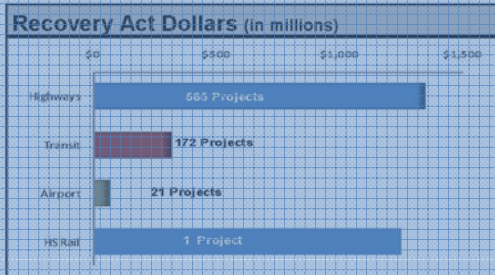 Recovery Act Dollars (in millions)
$0 $500 $1,000 $1,500
Highways 565 Projects
Transit 172 Projects
Airport 21 Projects
HS Rail 1 Project